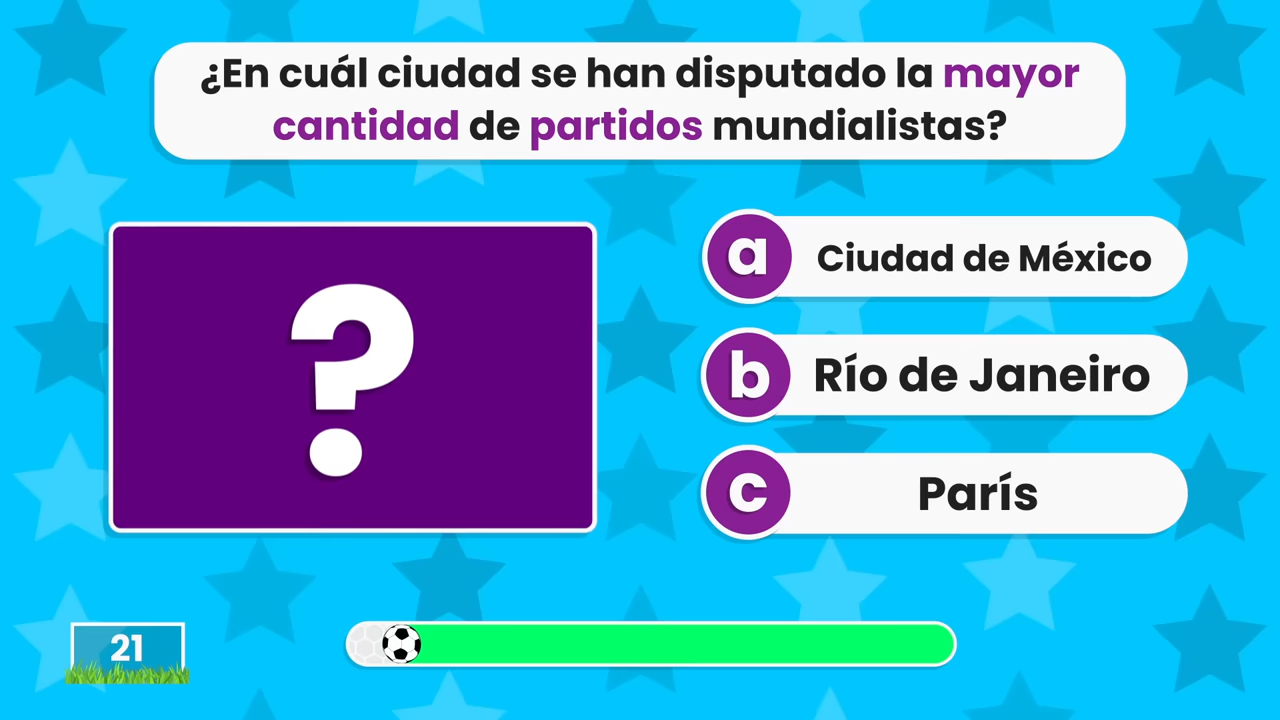 ¿En cuál ciudad se han disputado la mayor
cantidad de partidos mundialistas?
?
a Ciudad de México
b Río de Janeiro
c París
21